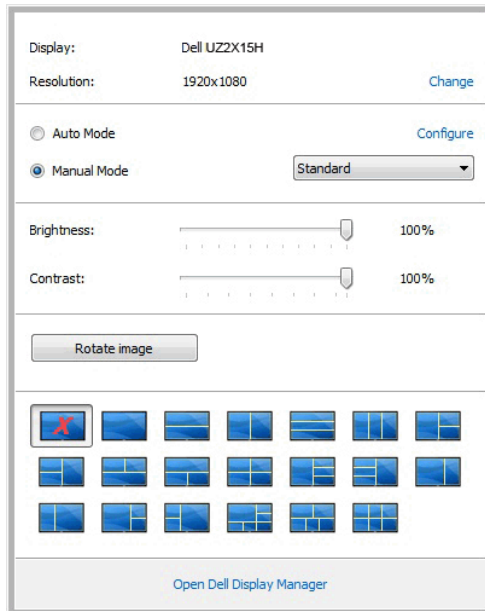 Display: Dell UZ2X15H
Resolution: 1920x1080 Change
Auto Mode Configure
Manual Mode Standard
Brightness: 100%
Contrast: 100%
Rotate image
X
Open Dell Display Manager